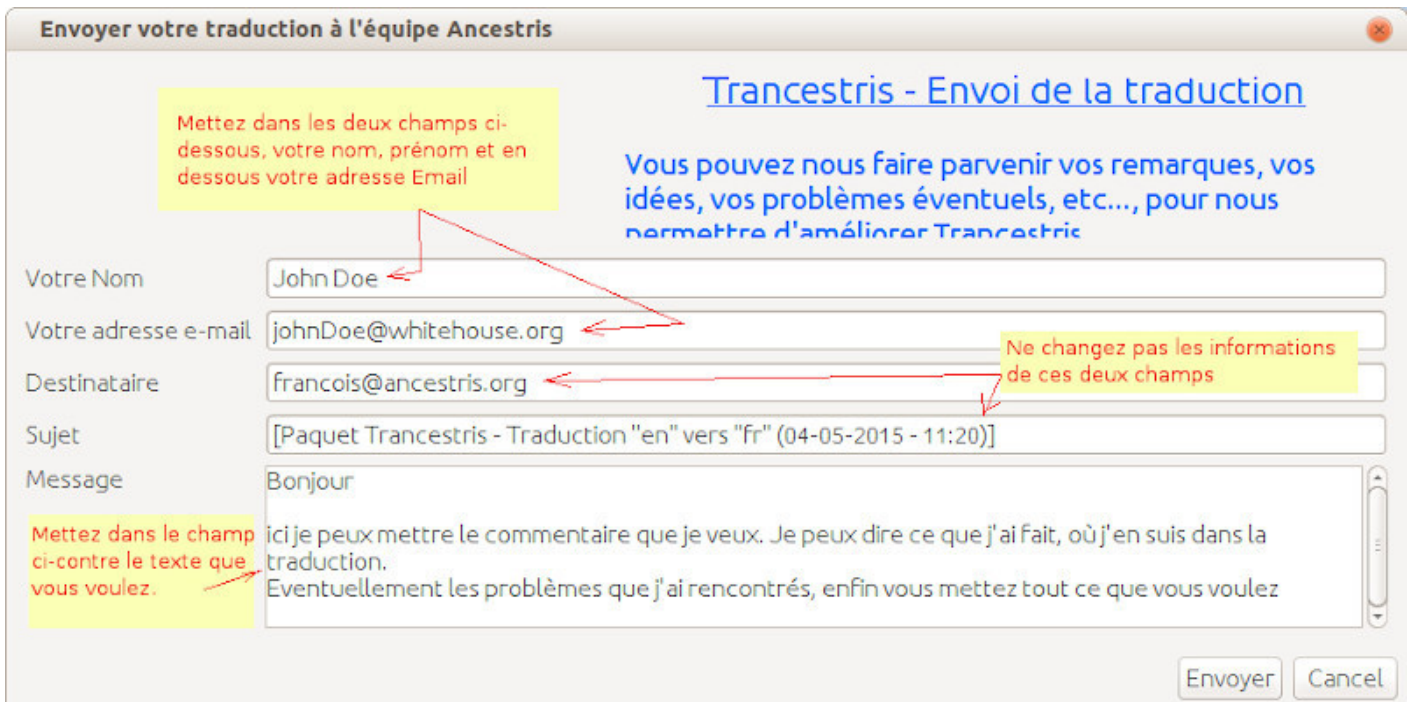 Envoyer votre traduction à l'équipe Ancestris
Trancestris - Envoi de la traduction
Mettez dans les deux champs ci-
dessous, votre nom, prénom et en
dessous votre adresse Email
Vous pouvez nous faire parvenir vos remarques, vos
idées, vos problèmes éventuels, etc..., pour nous
permettre d'améliorer Trancestris
Votre Nom John Doe
Votre adresse e-mail johnDoe@whitehouse.org
Ne changez pas les informations
de ces deux champs
Destinataire francois@ancestris.org
Sujet [Paquet Trancestris - Traduction "en" vers "fr" (04-05-2015 - 11:20)]
Message Bonjour
Mettez dans le champ
ci-contre le texte que
vous voulez.
ici je peux mettre le commentaire que je veux. Je peux dire ce que j'ai fait, où j'en suis dans la
traduction.
Eventuellement les problèmes que j'ai rencontrés, enfin vous mettez tout ce que vous voulez
Envoyer Cancel